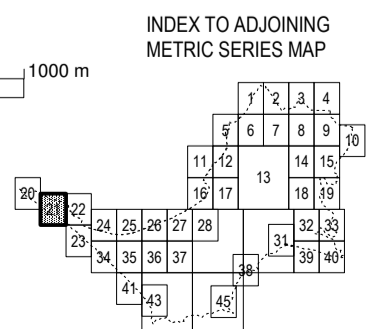 INDEX TO ADJOINING
METRIC SERIES MAP
1000 m
1 2 3 4
5 6 7 8 9 10
11 12 13 14 15
16 17 18 19
20 21 22
23 24 25 26 27 28 31 32 33
34 35 36 37 38 39 40
41 43 45